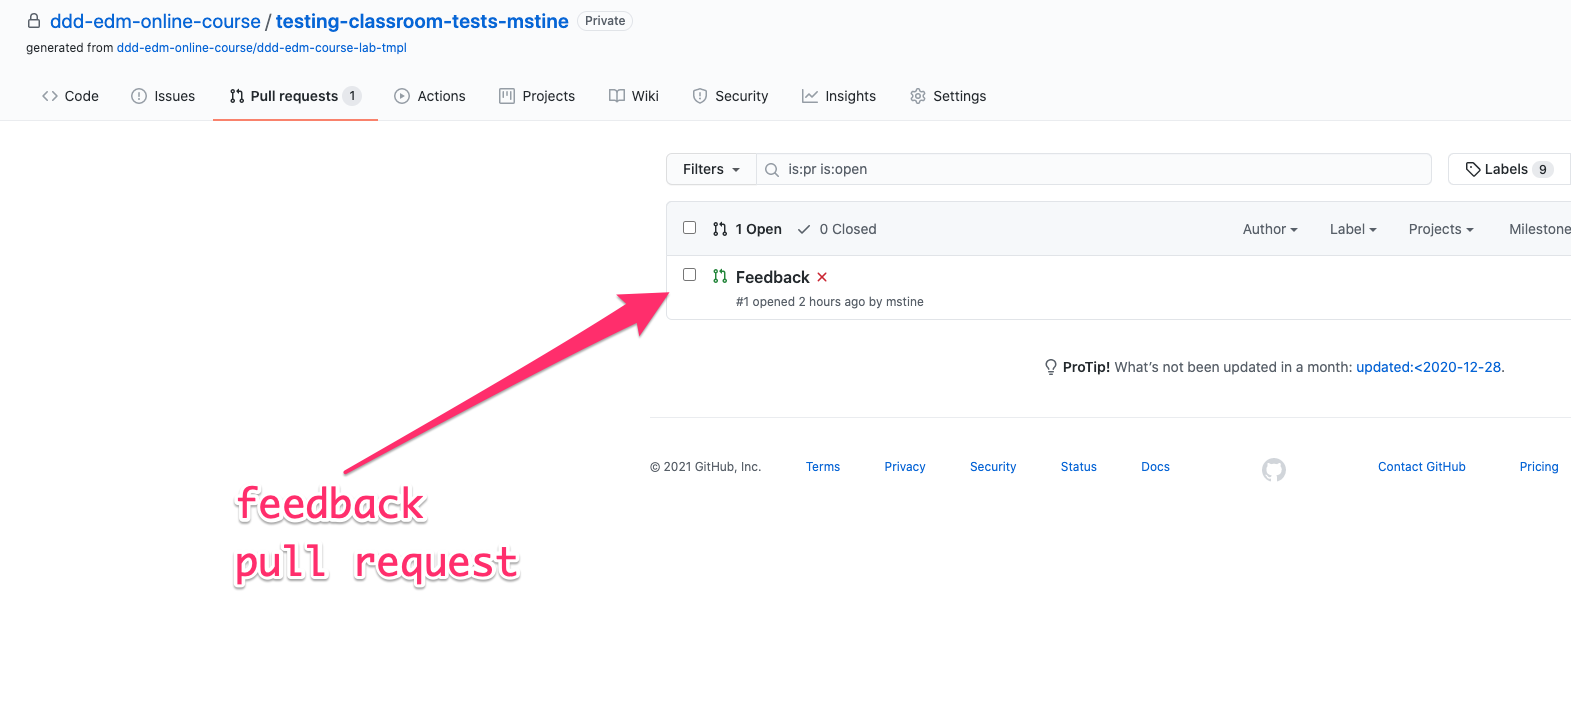 ddd-edm-online-course / testing-classroom-tests-mstine Private
generated from ddd-edm-online-course/ddd-edm-course-lab-tmpl
Code Issues Pull requests 1 Actions Projects Wiki Security Insights Settings
Filters is:pr is:open Labels 9
1 Open 0 Closed Author Label Projects Milestone
Feedback
#1 opened 2 hours ago by mstine
ProTip! What’s not been updated in a month: updated:<2020-12-28.
© 2021 GitHub, Inc. Terms Privacy Security Status Docs Contact GitHub Pricing
feedback
pull request